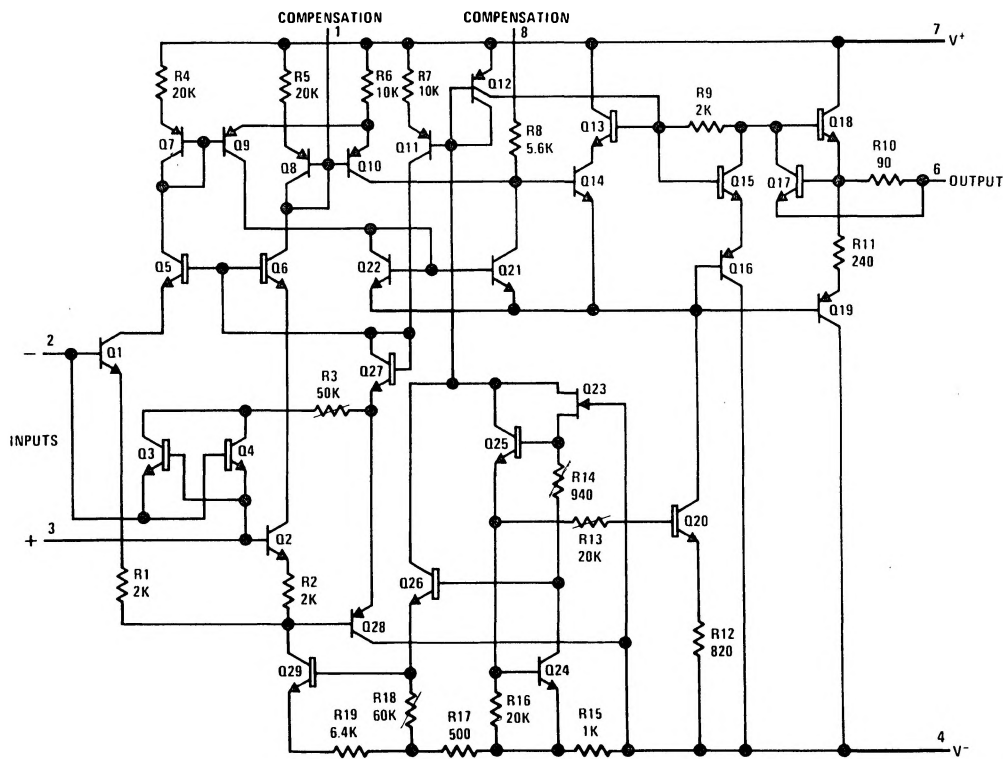 COMPENSATION COMPENSATION
1 8
7 V+
R4 20K
R5 20K
R6 10K
R7 10K
Q12
R8 5.6K
Q13
R9 2K
Q18
R10 90
6 OUTPUT
Q7
Q9
Q8
Q10
Q11
Q14
Q15
Q17
R11 240
Q5
Q6
Q22
Q21
Q16
Q19
2 −
Q1
R3 50K
Q27
Q23
INPUTS
Q3
Q4
Q25
R14 940
R13 20K
Q20
3 +
Q2
R1 2K
R2 2K
Q26
Q28
R12 820
Q29
Q24
R18 60K
R16 20K
R19 6.4K
R17 500
R15 1K
4 V−